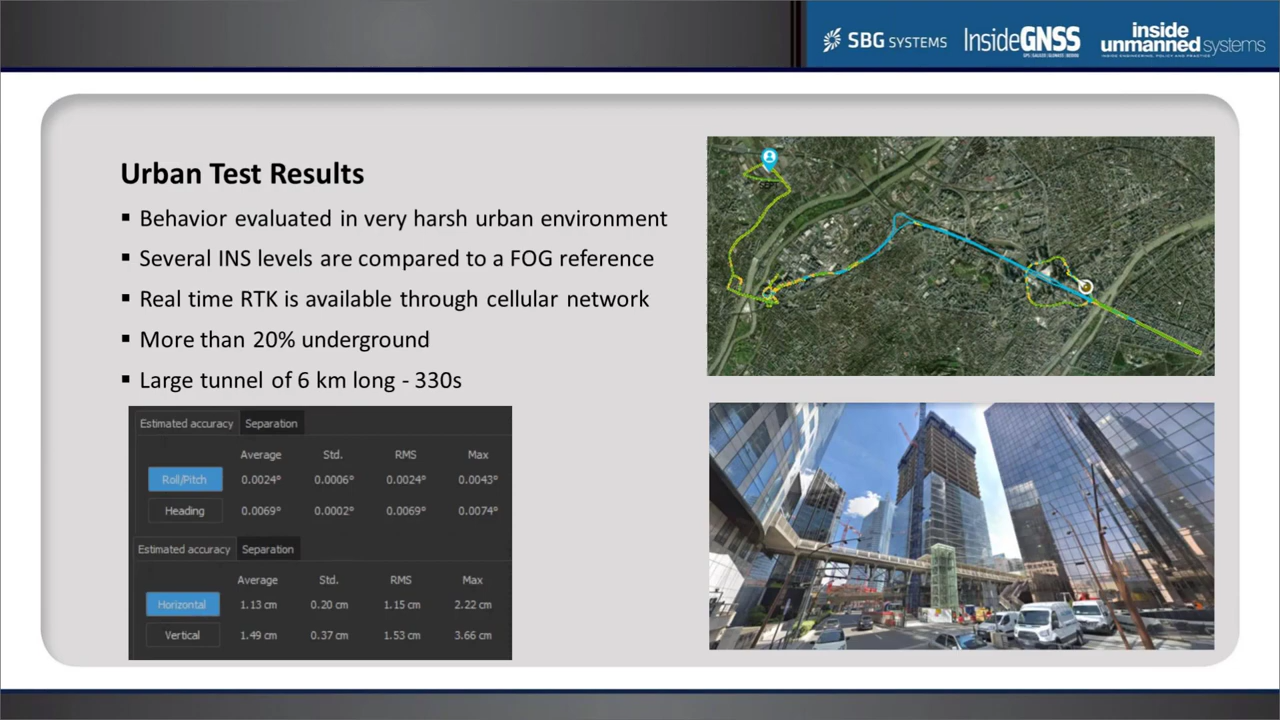 SBG SYSTEMS
InsideGNSS
GPS | GALILEO | GLONASS | BEIDOU
inside
unmanned systems
INSIDE ENGINEERING, POLICY AND PRACTICE
Urban Test Results
▪ Behavior evaluated in very harsh urban environment
▪ Several INS levels are compared to a FOG reference
▪ Real time RTK is available through cellular network
▪ More than 20% underground
▪ Large tunnel of 6 km long - 330s
Estimated accuracy Separation
Average Std. RMS Max
Roll/Pitch 0.0024° 0.0006° 0.0024° 0.0043°
Heading 0.0069° 0.0002° 0.0069° 0.0074°
Estimated accuracy Separation
Average Std. RMS Max
Horizontal 1.13 cm 0.20 cm 1.15 cm 2.22 cm
Vertical 1.49 cm 0.37 cm 1.53 cm 3.66 cm